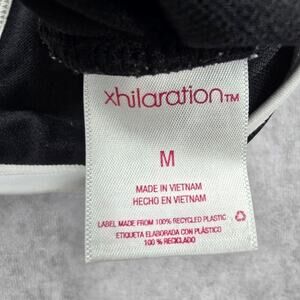 xhilaration™
M
MADE IN VIETNAM
HECHO EN VIETNAM
LABEL MADE FROM 100% RECYCLED PLASTIC
ETIQUETA ELABORADA CON PLÁSTICO
100 % RECICLADO